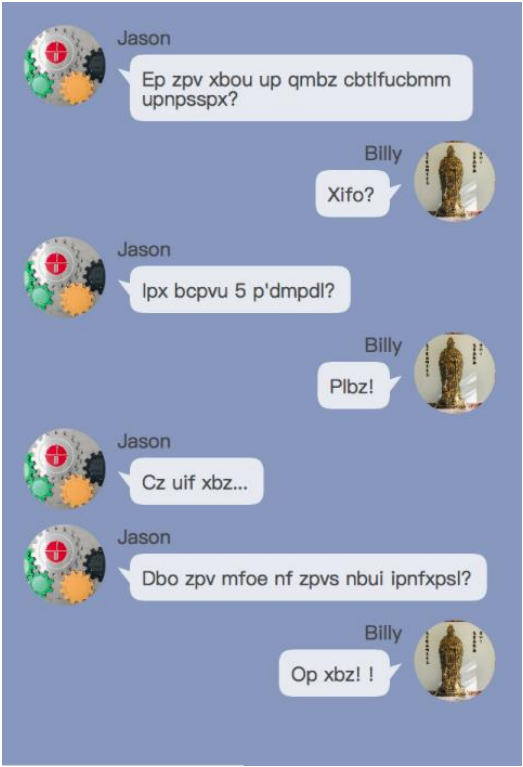 Jason
Ep zpv xbou up qmbz cbtlfucbmm
upnpsspx?
Billy
Xifo?
Jason
Ipx bcpvu 5 p'dmpdl?
Billy
Plbz!
Jason
Cz uif xbz...
Jason
Dbo zpv mfoe nf zpvs nbui ipnfxpsl?
Billy
Op xbz! !